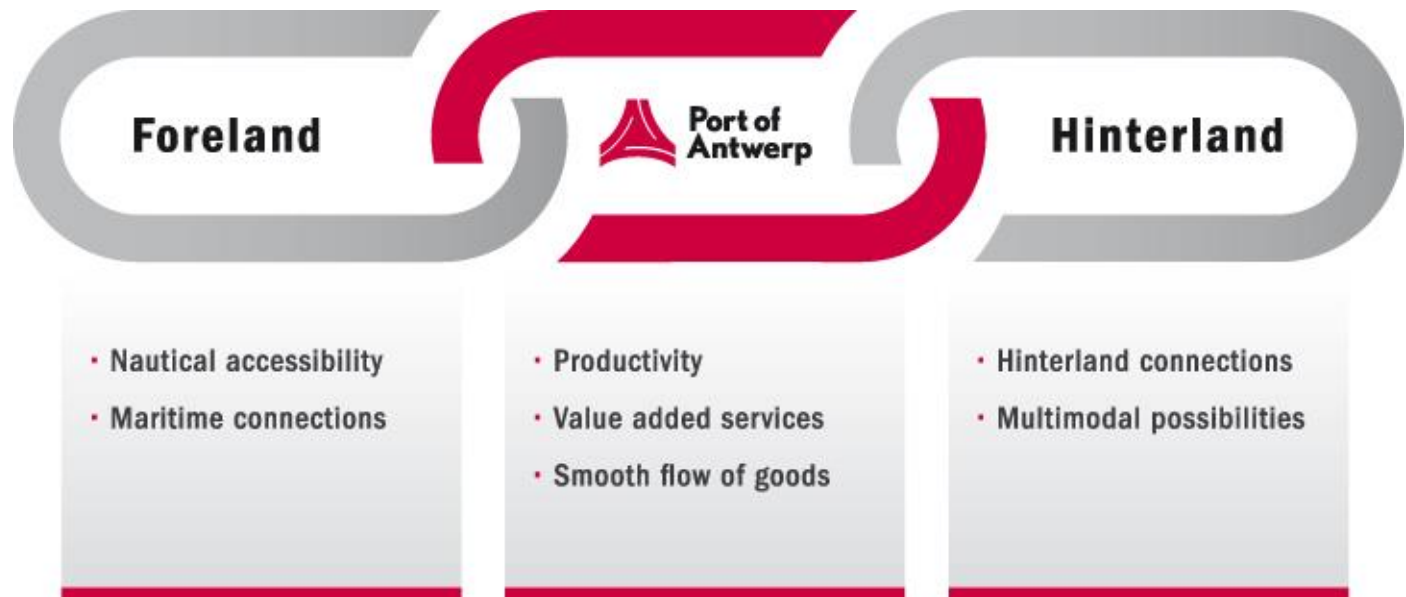 Foreland
Port of
Antwerp
Hinterland
· Nautical accessibility
· Maritime connections
· Productivity
· Value added services
· Smooth flow of goods
· Hinterland connections
· Multimodal possibilities